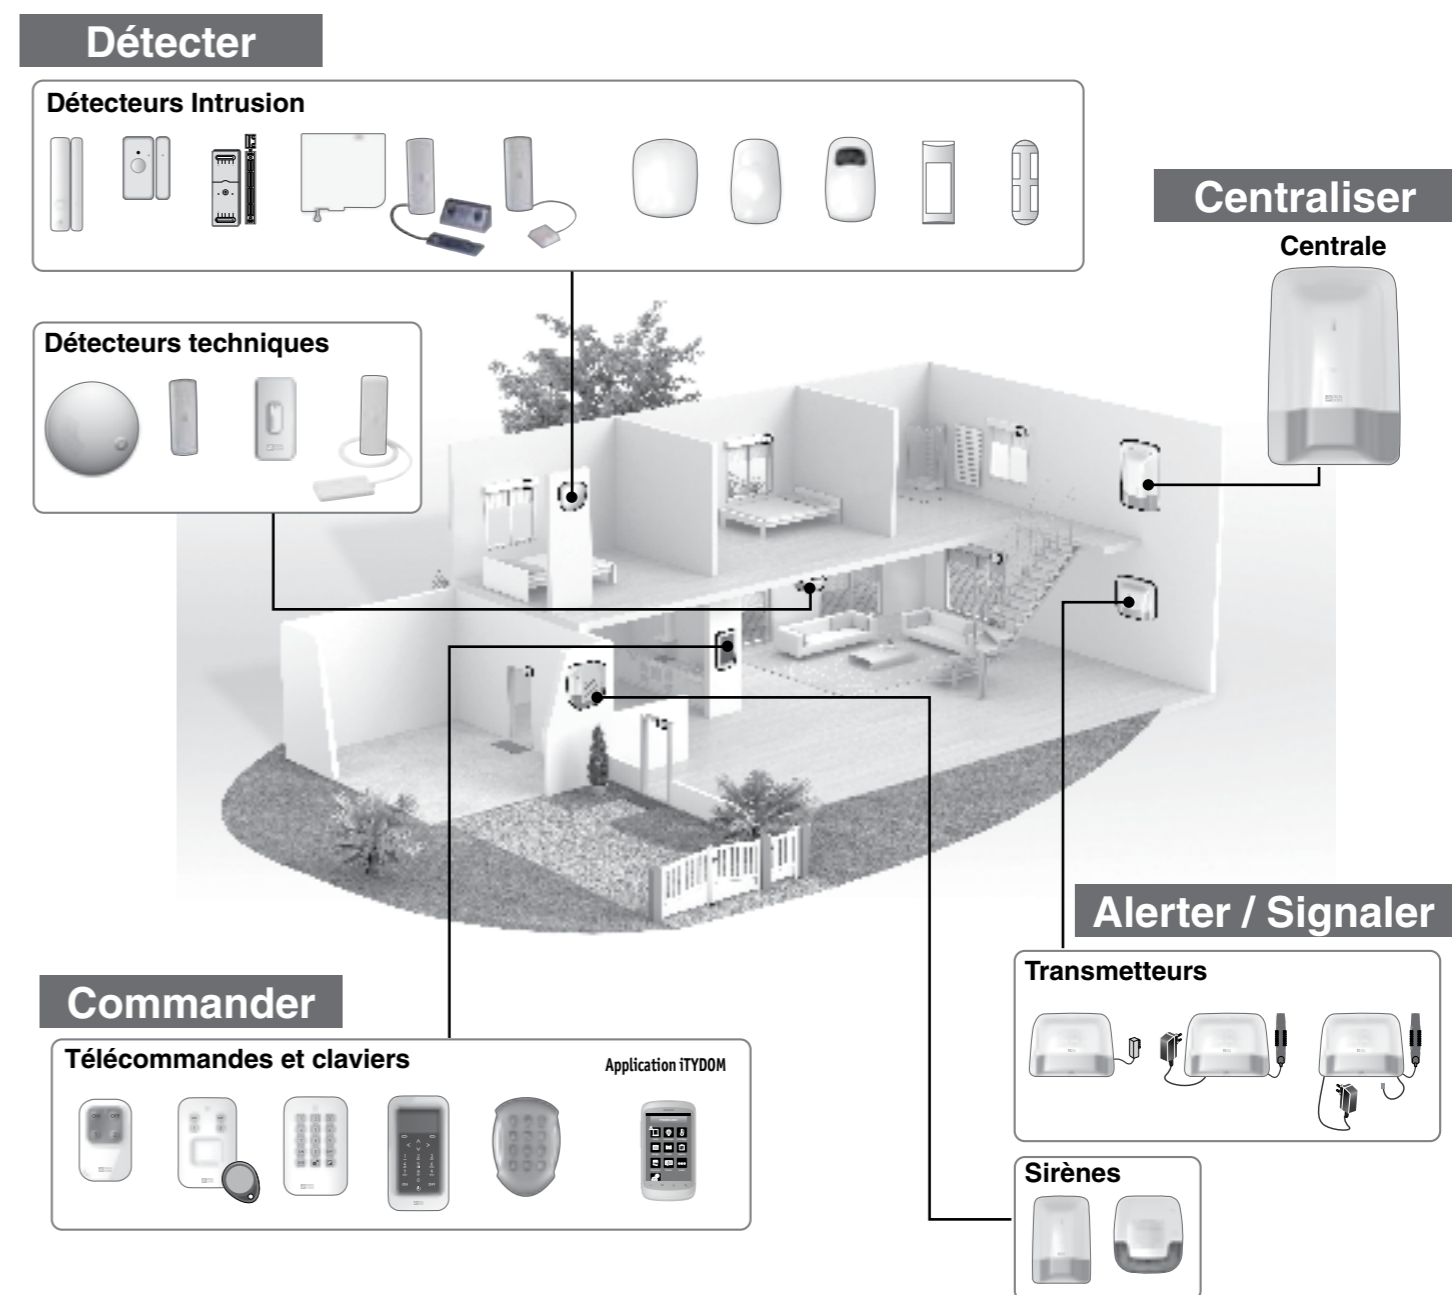 Détecter
Détecteurs Intrusion
Centraliser
Centrale
Détecteurs techniques
Alerter / Signaler
Transmetteurs
Commander
Télécommandes et claviers
Application iTYDOM
Sirènes